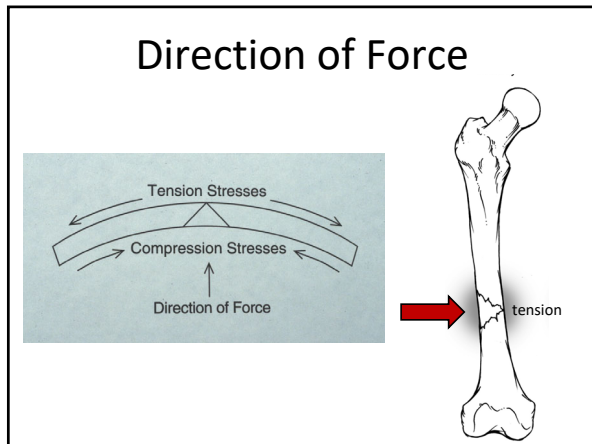 Direction of Force
Tension Stresses
Compression Stresses
Direction of Force
tension